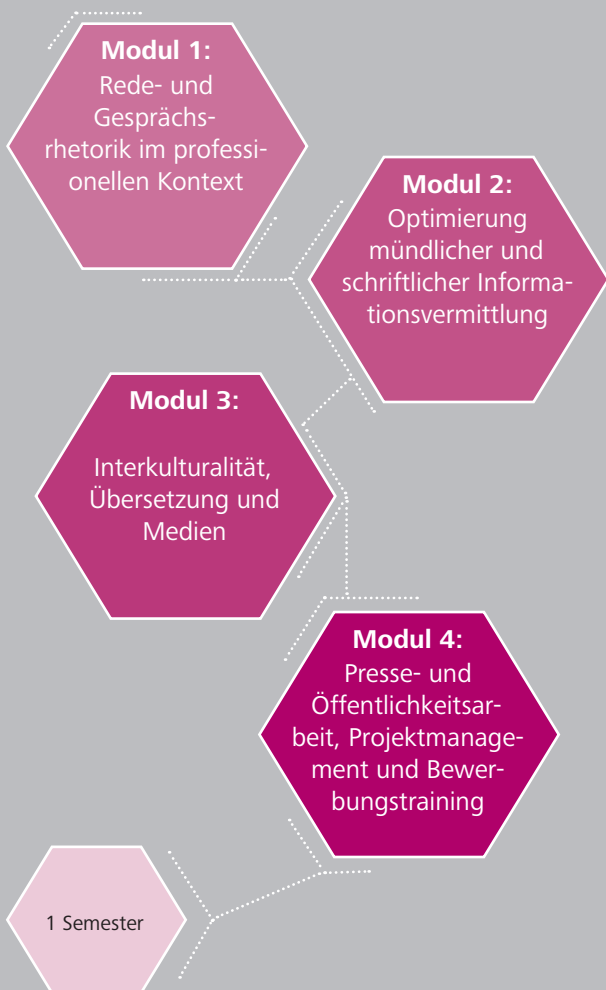 Modul 1:
Rede- und
Gesprächs-
rhetorik im professi-
onellen Kontext
Modul 2:
Optimierung
mündlicher und
schriftlicher Informa-
tionsvermittlung
Modul 3:
Interkulturalität,
Übersetzung und
Medien
Modul 4:
Presse- und
Öffentlichkeitsar-
beit, Projektmanage-
ment und Bewer-
bungstraining
1 Semester